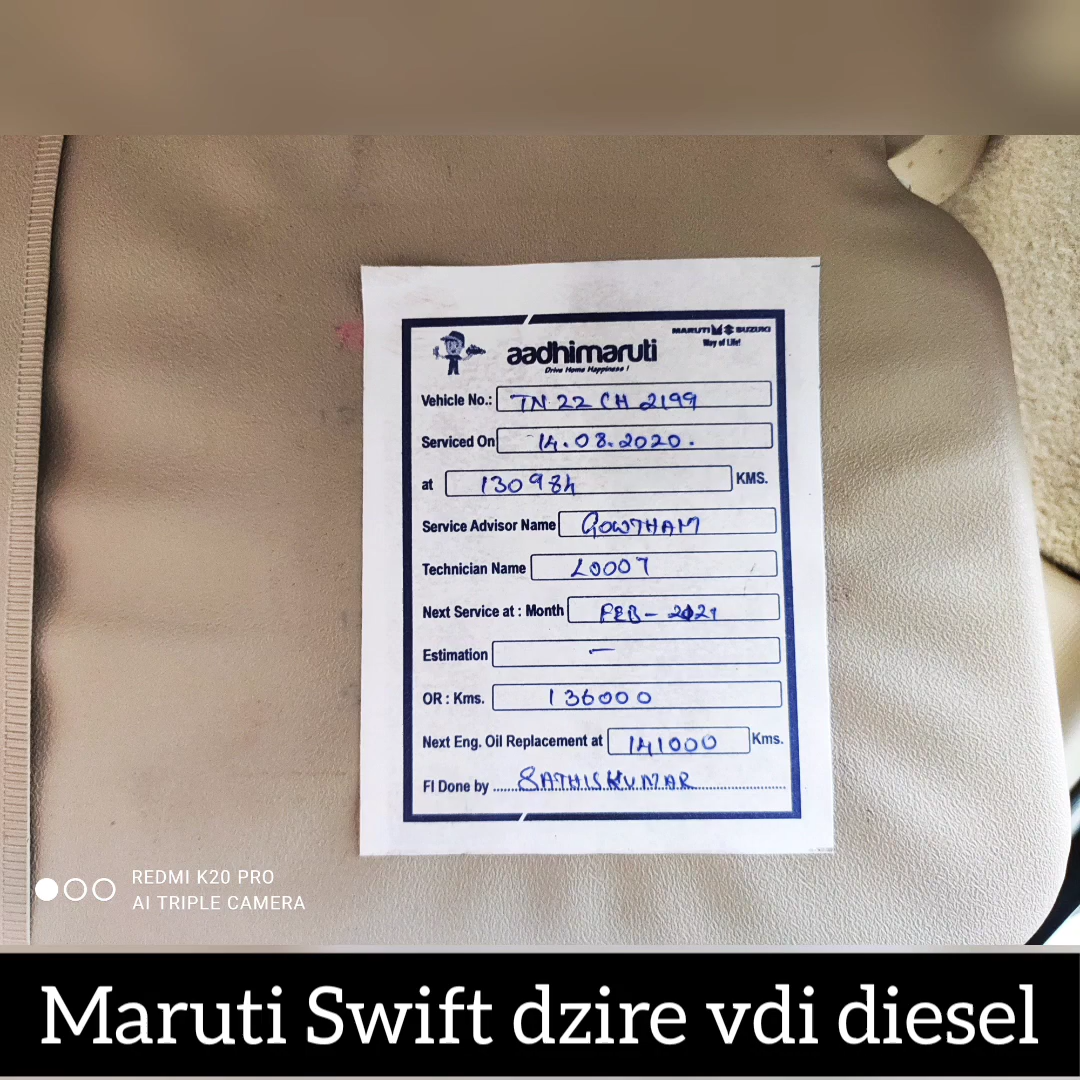 MARUTI SUZUKI
Way of Life!
aadhimaruti
Drive Home Happiness !
Vehicle No.: TN 22 CH 2199
Serviced On 14.08.2020.
at 130984 KMS.
Service Advisor Name GOWTHAM
Technician Name L0007
Next Service at : Month FEB - 2021
Estimation —
OR : Kms. 136000
Next Eng. Oil Replacement at 141000 Kms.
FI Done by SATHISKUMAR
REDMI K20 PRO
AI TRIPLE CAMERA
Maruti Swift dzire vdi diesel